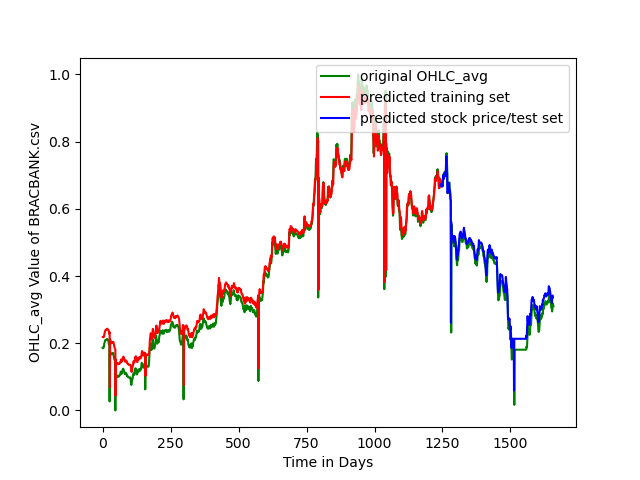 original OHLC_avg
predicted training set
predicted stock price/test set
OHLC_avg Value of BRACBANK.csv
1.0
0.8
0.6
0.4
0.2
0.0
0 250 500 750 1000 1250 1500
Time in Days